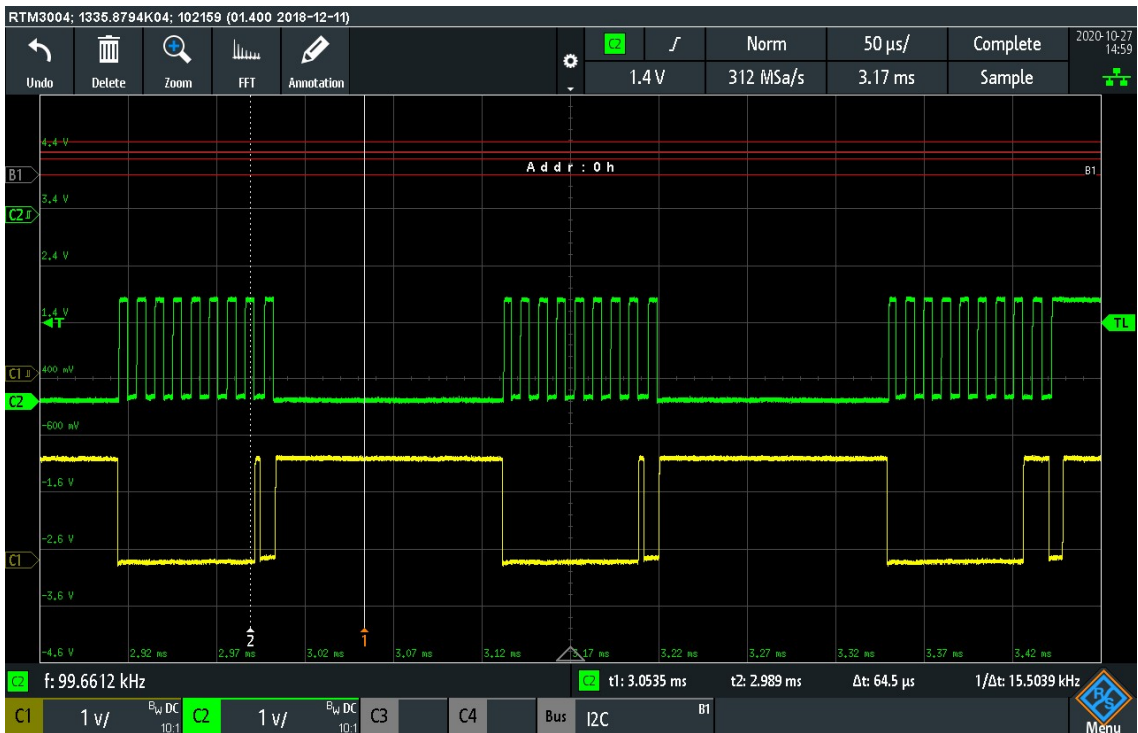 RTM3004; 1335.8794K04; 102159 (01.400 2018-12-11)
Undo Delete Zoom FFT Annotation
C2 Norm 50 µs/ Complete 2020-10-27
14:59
1.4 V 312 MSa/s 3.17 ms Sample
4.4 V
Addr:0h
B1 B1
3.4 V
C2
2.4 V
1.4 V
T TL
C1 400 mV
C2
-600 mV
-1.6 V
-2.6 V
C1
-3.6 V
2 1
-4.6 V 2.92 ms 2.97 ms 3.02 ms 3.07 ms 3.12 ms 3.17 ms 3.22 ms 3.27 ms 3.32 ms 3.37 ms 3.42 ms
C2 f: 99.6612 kHz C2 t1: 3.0535 ms t2: 2.989 ms Δt: 64.5 µs 1/Δt: 15.5039 kHz
C1 1 V/ BW DC 10:1 C2 1 V/ BW DC 10:1 C3 C4 Bus I2C B1
R&S
Menu